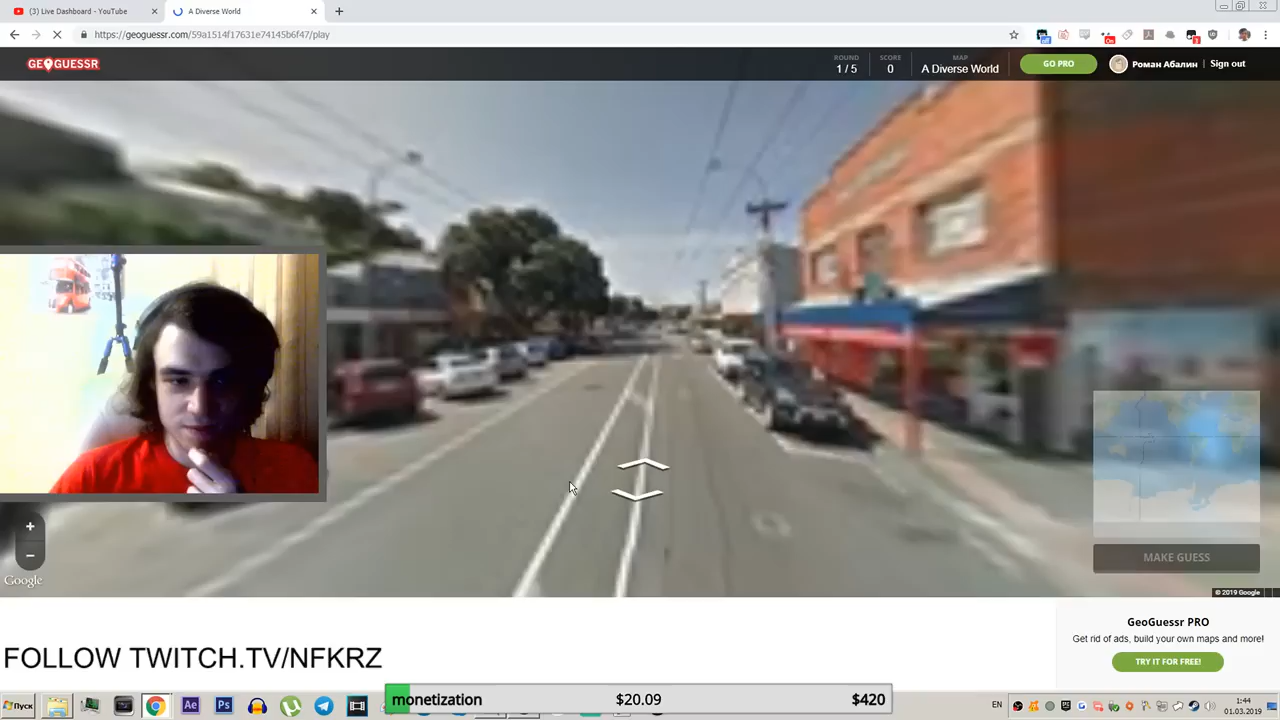 (3) Live Dashboard - YouTube
A Diverse World
https://geoguessr.com/59a1514f17631e74145b6f47/play
GEOGUESSR
ROUND
1 / 5
SCORE
0
MAP
A Diverse World
GO PRO
Роман Абалин
Sign out
MAKE GUESS
Google
© 2019 Google
GeoGuessr PRO
Get rid of ads, build your own maps and more!
TRY IT FOR FREE!
FOLLOW TWITCH.TV/NFKRZ
monetization $20.09 $420
Пуск
Ae
Ps
EN
1:44
01.03.2019